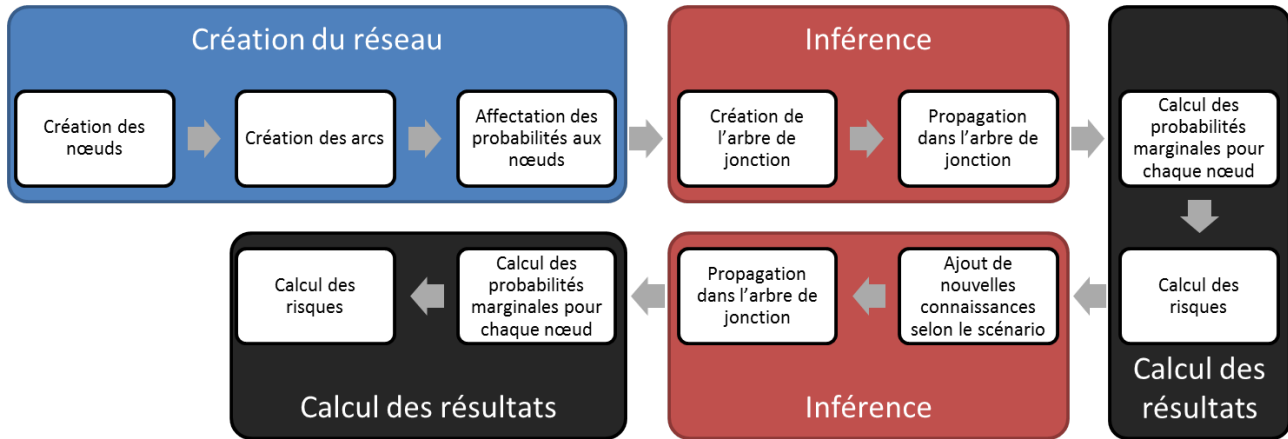 Création du réseau
Création des
nœuds
Création des arcs
Affectation des
probabilités aux
nœuds
Inférence
Création de
l'arbre de
jonction
Propagation
dans l'arbre de
jonction
Calcul des
probabilités
marginales pour
chaque nœud
Calcul des
risques
Calcul des
résultats
Ajout de
nouvelles
connaissances
selon le scénario
Propagation
dans l'arbre de
jonction
Inférence
Calcul des
probabilités
marginales pour
chaque nœud
Calcul des
risques
Calcul des résultats